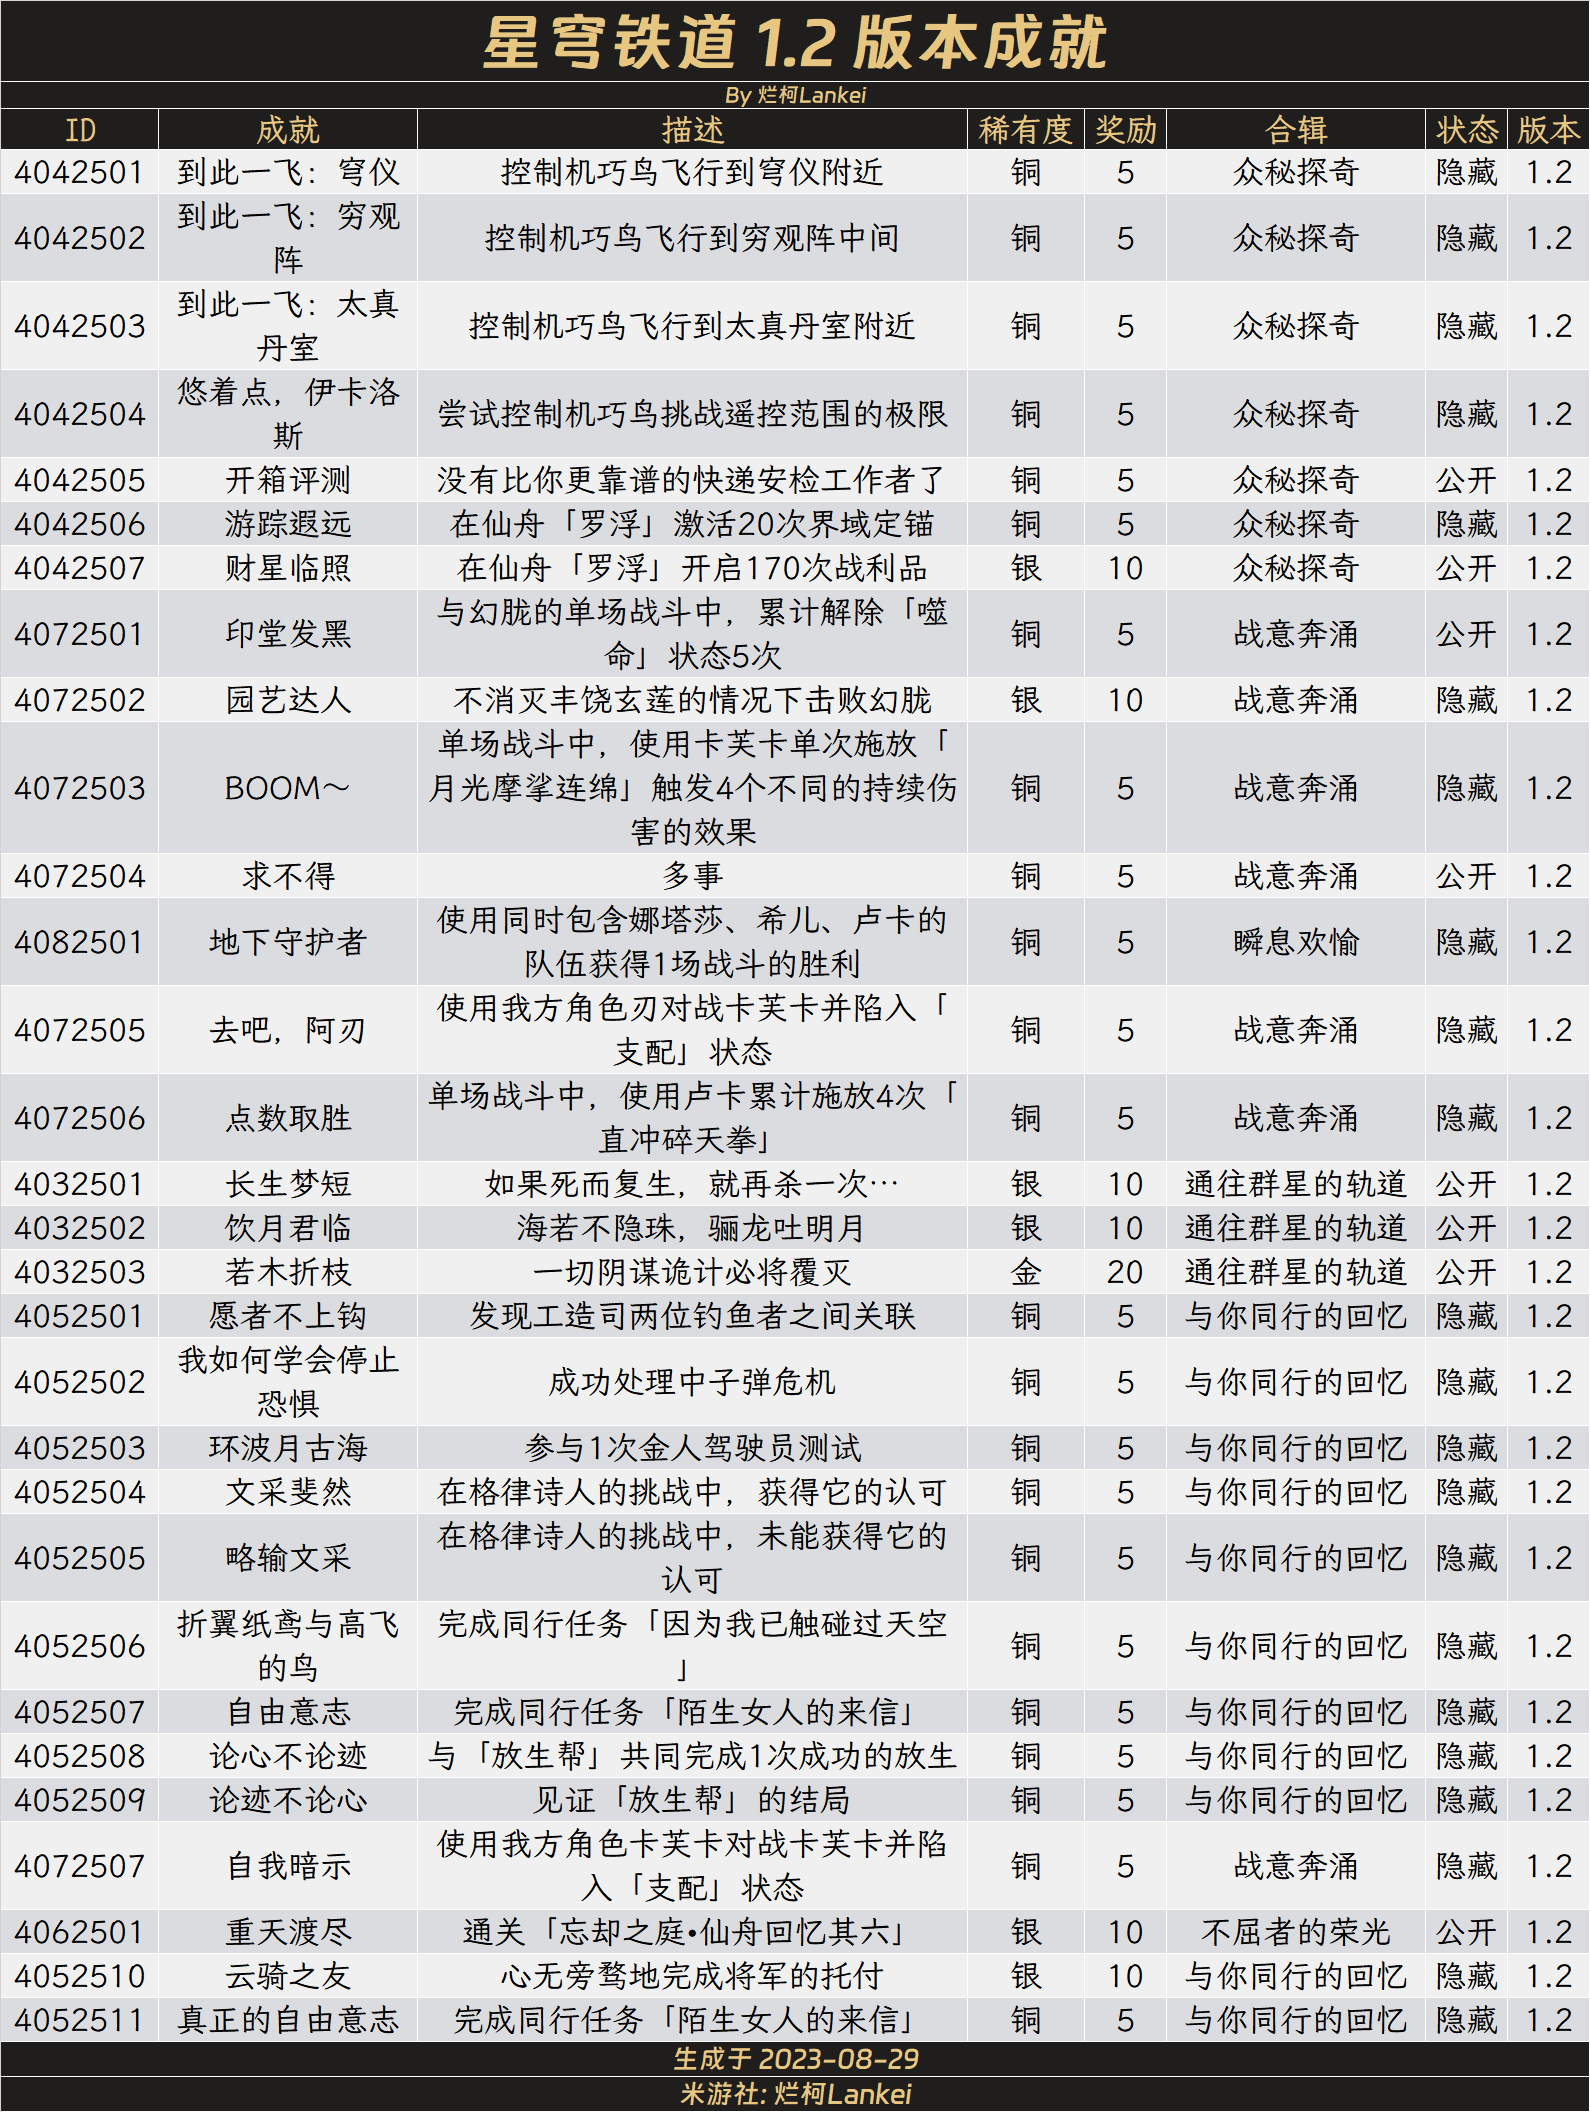 星穹铁道 1.2 版本成就
By 烂柯Lankei
ID 成就 描述 稀有度 奖励 合辑 状态 版本
4042501 到此一飞：穹仪 控制机巧鸟飞行到穹仪附近 铜 5 众秘探奇 隐藏 1.2
4042502 到此一飞：穷观阵 控制机巧鸟飞行到穷观阵中间 铜 5 众秘探奇 隐藏 1.2
4042503 到此一飞：太真丹室 控制机巧鸟飞行到太真丹室附近 铜 5 众秘探奇 隐藏 1.2
4042504 悠着点，伊卡洛斯 尝试控制机巧鸟挑战遥控范围的极限 铜 5 众秘探奇 隐藏 1.2
4042505 开箱评测 没有比你更靠谱的快递安检工作者了 铜 5 众秘探奇 公开 1.2
4042506 游踪遐远 在仙舟「罗浮」激活20次界域定锚 铜 5 众秘探奇 隐藏 1.2
4042507 财星临照 在仙舟「罗浮」开启170次战利品 银 10 众秘探奇 公开 1.2
4072501 印堂发黑 与幻胧的单场战斗中，累计解除「噬命」状态5次 铜 5 战意奔涌 公开 1.2
4072502 园艺达人 不消灭丰饶玄莲的情况下击败幻胧 银 10 战意奔涌 隐藏 1.2
4072503 BOOM～ 单场战斗中，使用卡芙卡单次施放「月光摩挲连绵」触发4个不同的持续伤害的效果 铜 5 战意奔涌 隐藏 1.2
4072504 求不得 多事 铜 5 战意奔涌 公开 1.2
4082501 地下守护者 使用同时包含娜塔莎、希儿、卢卡的队伍获得1场战斗的胜利 铜 5 瞬息欢愉 隐藏 1.2
4072505 去吧，阿刃 使用我方角色刃对战卡芙卡并陷入「支配」状态 铜 5 战意奔涌 隐藏 1.2
4072506 点数取胜 单场战斗中，使用卢卡累计施放4次「直冲碎天拳」 铜 5 战意奔涌 隐藏 1.2
4032501 长生梦短 如果死而复生，就再杀一次… 银 10 通往群星的轨道 公开 1.2
4032502 饮月君临 海若不隐珠，骊龙吐明月 银 10 通往群星的轨道 公开 1.2
4032503 若木折枝 一切阴谋诡计必将覆灭 金 20 通往群星的轨道 公开 1.2
4052501 愿者不上钩 发现工造司两位钓鱼者之间关联 铜 5 与你同行的回忆 隐藏 1.2
4052502 我如何学会停止恐惧 成功处理中子弹危机 铜 5 与你同行的回忆 隐藏 1.2
4052503 环波月古海 参与1次金人驾驶员测试 铜 5 与你同行的回忆 隐藏 1.2
4052504 文采斐然 在格律诗人的挑战中，获得它的认可 铜 5 与你同行的回忆 隐藏 1.2
4052505 略输文采 在格律诗人的挑战中，未能获得它的认可 铜 5 与你同行的回忆 隐藏 1.2
4052506 折翼纸鸢与高飞的鸟 完成同行任务「因为我已触碰过天空」 铜 5 与你同行的回忆 隐藏 1.2
4052507 自由意志 完成同行任务「陌生女人的来信」 铜 5 与你同行的回忆 隐藏 1.2
4052508 论心不论迹 与「放生帮」共同完成1次成功的放生 铜 5 与你同行的回忆 隐藏 1.2
4052509 论迹不论心 见证「放生帮」的结局 铜 5 与你同行的回忆 隐藏 1.2
4072507 自我暗示 使用我方角色卡芙卡对战卡芙卡并陷入「支配」状态 铜 5 战意奔涌 隐藏 1.2
4062501 重天渡尽 通关「忘却之庭•仙舟回忆其六」 银 10 不屈者的荣光 公开 1.2
4052510 云骑之友 心无旁骛地完成将军的托付 银 10 与你同行的回忆 隐藏 1.2
4052511 真正的自由意志 完成同行任务「陌生女人的来信」 铜 5 与你同行的回忆 隐藏 1.2
生成于 2023-08-29
米游社: 烂柯Lankei